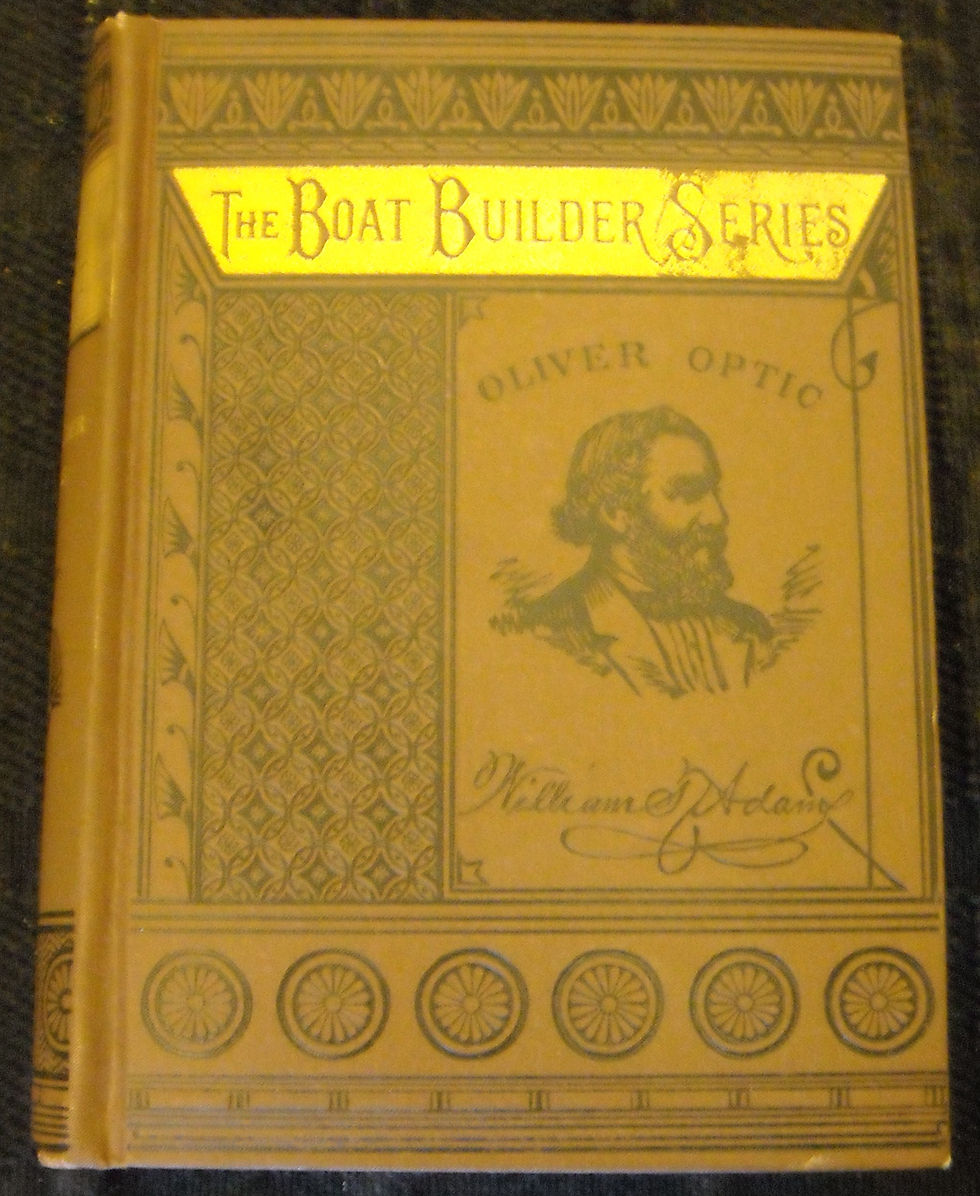 THE BOAT BUILDER SERIES
OLIVER OPTIC
William T. Adams